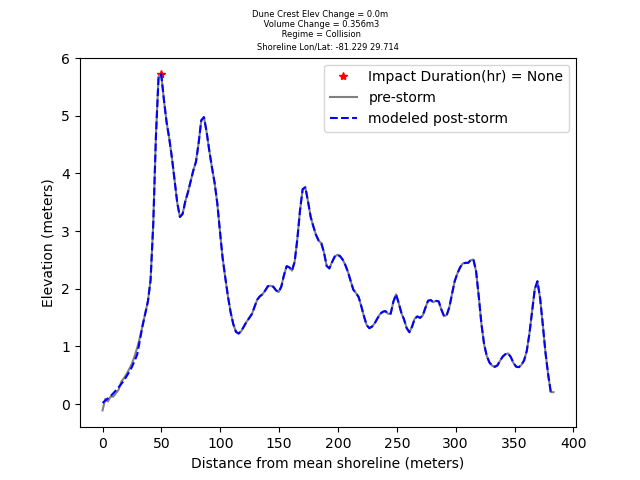 Dune Crest Elev Change = 0.0m
Volume Change = 0.356m3
Regime = Collision
Shoreline Lon/Lat: -81.229 29.714
Impact Duration(hr) = None
pre-storm
modeled post-storm
Elevation (meters)
6
5
4
3
2
1
0
0 50 100 150 200 250 300 350 400
Distance from mean shoreline (meters)